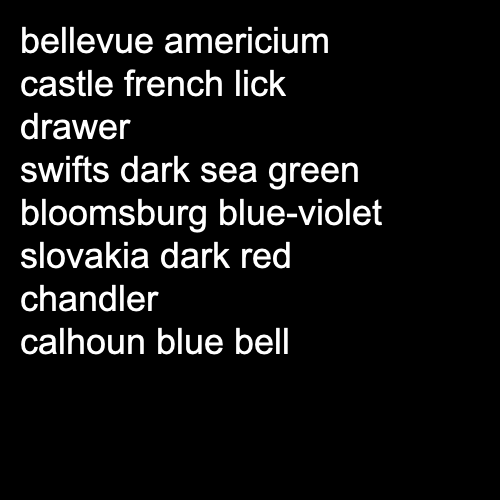 bellevue americium
castle french lick
drawer
swifts dark sea green
bloomsburg blue-violet
slovakia dark red
chandler
calhoun blue bell